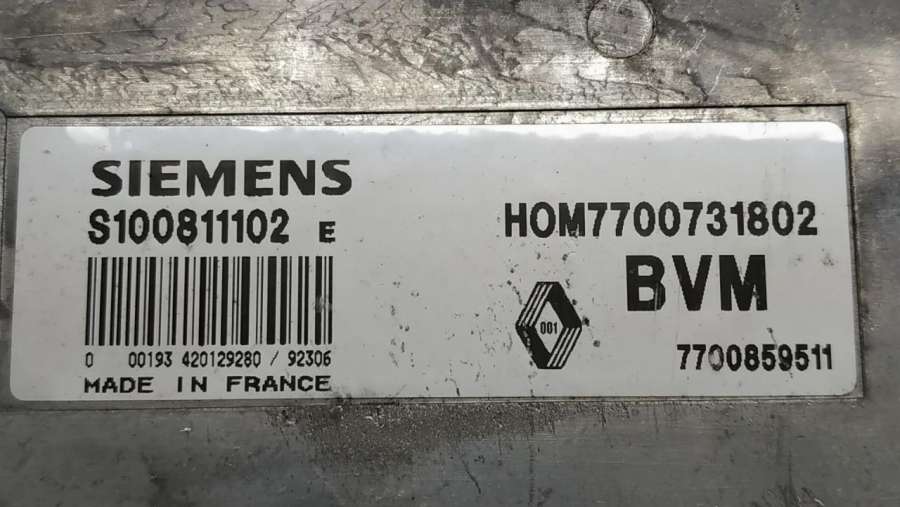 SIEMENS
S100811102 E
0 00193 420129280 / 92306
MADE IN FRANCE
HOM7700731802
BVM
001
7700859511